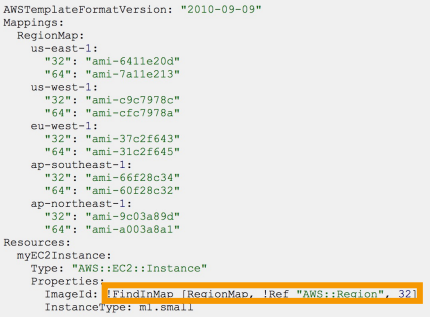 AWSTemplateFormatVersion: "2010-09-09"
Mappings:
  RegionMap:
    us-east-1:
      "32": "ami-6411e20d"
      "64": "ami-7a11e213"
    us-west-1:
      "32": "ami-c9c7978c"
      "64": "ami-cfc7978a"
    eu-west-1:
      "32": "ami-37c2f643"
      "64": "ami-31c2f645"
    ap-southeast-1:
      "32": "ami-66f28c34"
      "64": "ami-60f28c32"
    ap-northeast-1:
      "32": "ami-9c03a89d"
      "64": "ami-a003a8a1"
Resources:
  myEC2Instance:
    Type: "AWS::EC2::Instance"
    Properties:
      ImageId: !FindInMap [RegionMap, !Ref "AWS::Region", 32]
      InstanceType: m1.small